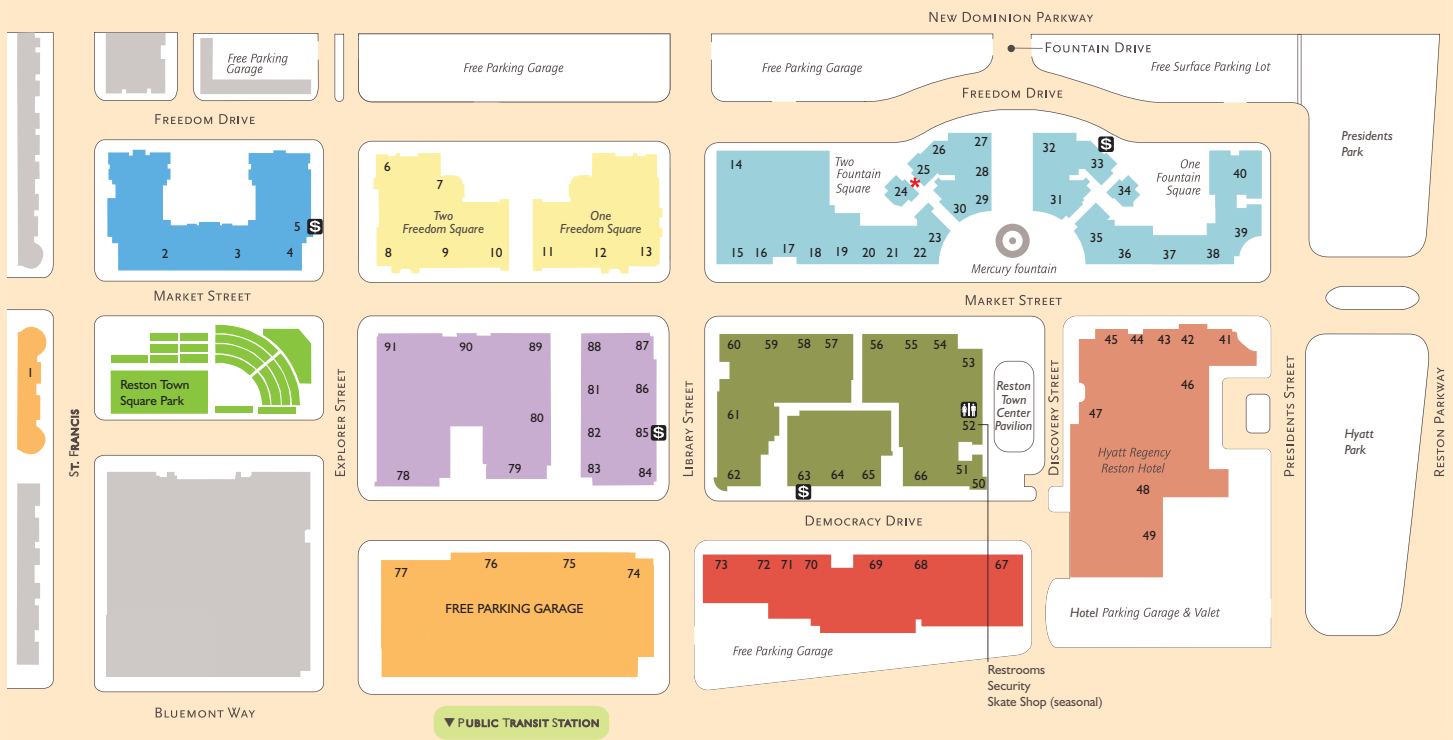 NEW DOMINION PARKWAY
FOUNTAIN DRIVE
Free Parking
Garage
Free Parking Garage
Free Parking Garage
Free Surface Parking Lot
FREEDOM DRIVE
FREEDOM DRIVE
Presidents
Park
6
7
Two
Freedom Square
8
9
10
One
Freedom Square
11
12
13
2
3
4
5
$
14
Two
Fountain
Square
15
16
17
18
19
20
21
22
23
24
*
25
26
27
28
29
30
Mercury fountain
31
32
33
$
34
One
Fountain
Square
35
36
37
38
39
40
MARKET STREET
MARKET STREET
1
ST. FRANCIS
Reston Town
Square Park
EXPLORER STREET
91
90
89
88
87
81
86
80
82
85
$
78
79
83
84
LIBRARY STREET
60
59
58
57
56
55
54
53
61
52
62
63
$
64
65
66
51
50
Reston
Town
Center
Pavilion
DISCOVERY STREET
45
44
43
42
41
46
47
Hyatt Regency
Reston Hotel
48
49
PRESIDENTS STREET
Hyatt
Park
RESTON PARKWAY
DEMOCRACY DRIVE
77
76
75
74
FREE PARKING GARAGE
73
72
71
70
69
68
67
Free Parking Garage
Hotel Parking Garage & Valet
Restrooms
Security
Skate Shop (seasonal)
BLUEMONT WAY
▼ PUBLIC TRANSIT STATION